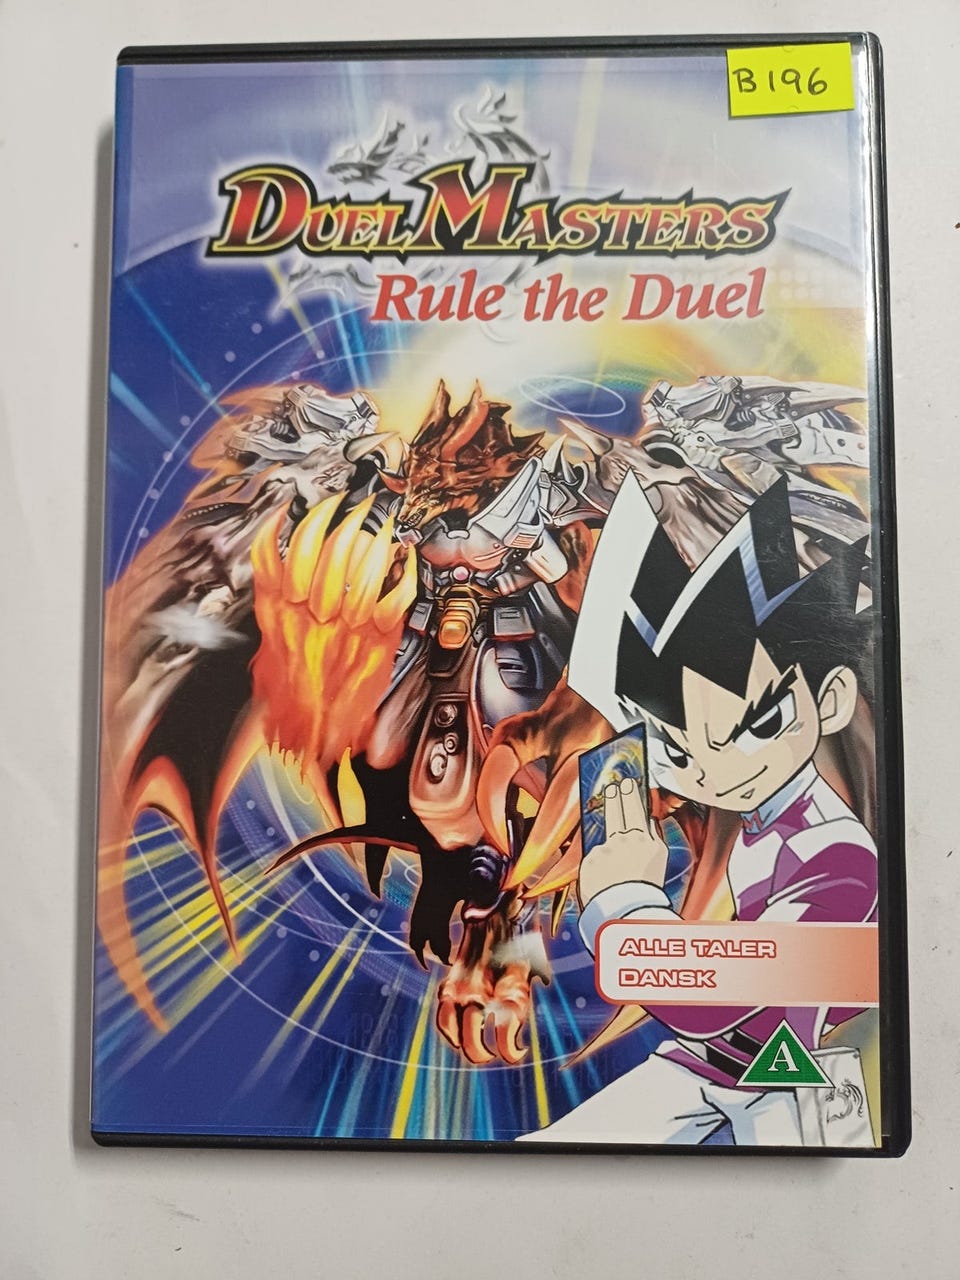 B196
DUEL MASTERS
Rule the Duel
ALLE TALER
DANSK
A